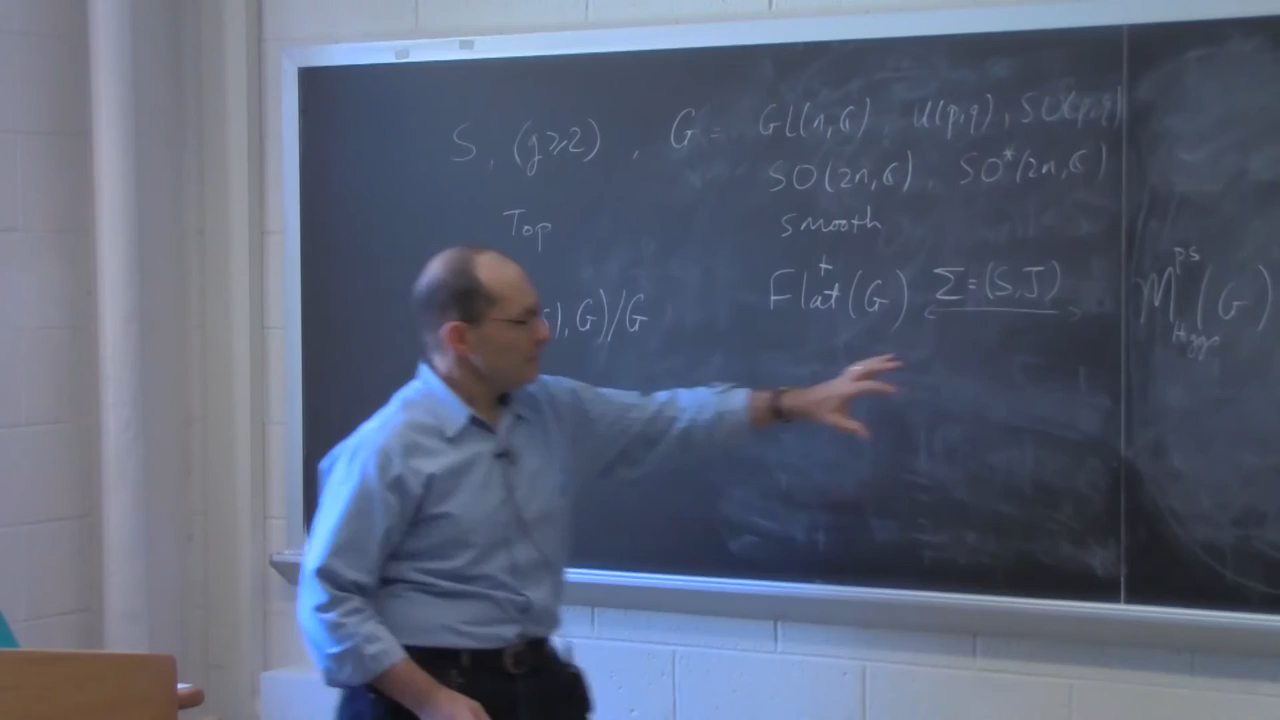 S, (g⩾2), G = GL(n,ℂ), U(p,q), SU(p,q)
SO(2n,ℂ), SO*(2n,ℂ)
Top smooth
), G)/G Flat⁺(G) Σ=(S,J) ⟷ M^ps_Higgs(G)